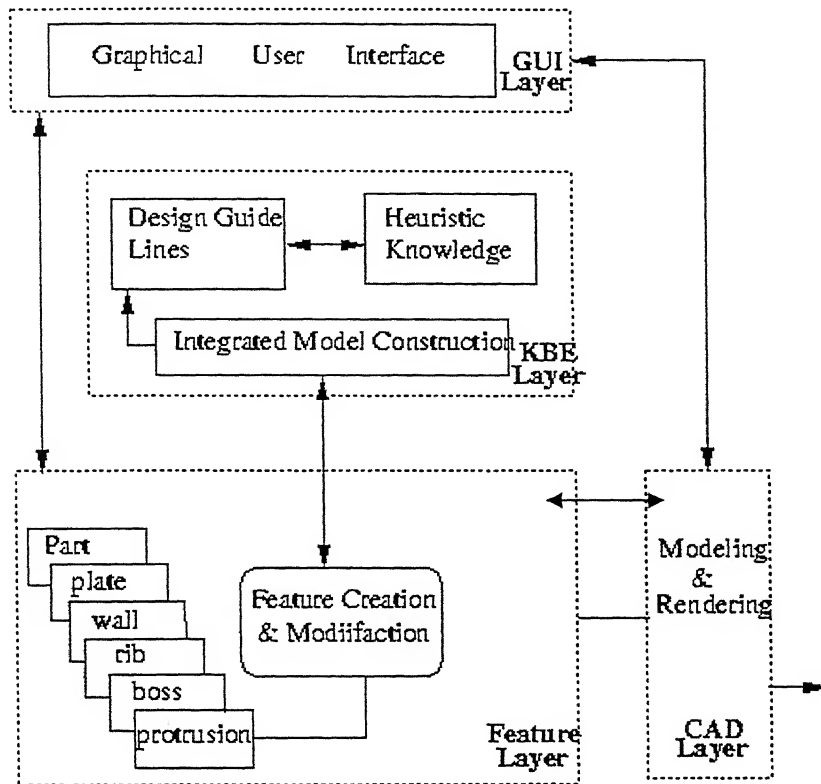 Graphical User Interface
GUI
Layer
Design Guide
Lines
Heuristic
Knowledge
Integrated Model Construction
KBE
Layer
Part
plate
wall
rib
boss
protrusion
Feature Creation
& Modiifaction
Feature
Layer
Modeling
&
Rendering
CAD
Layer